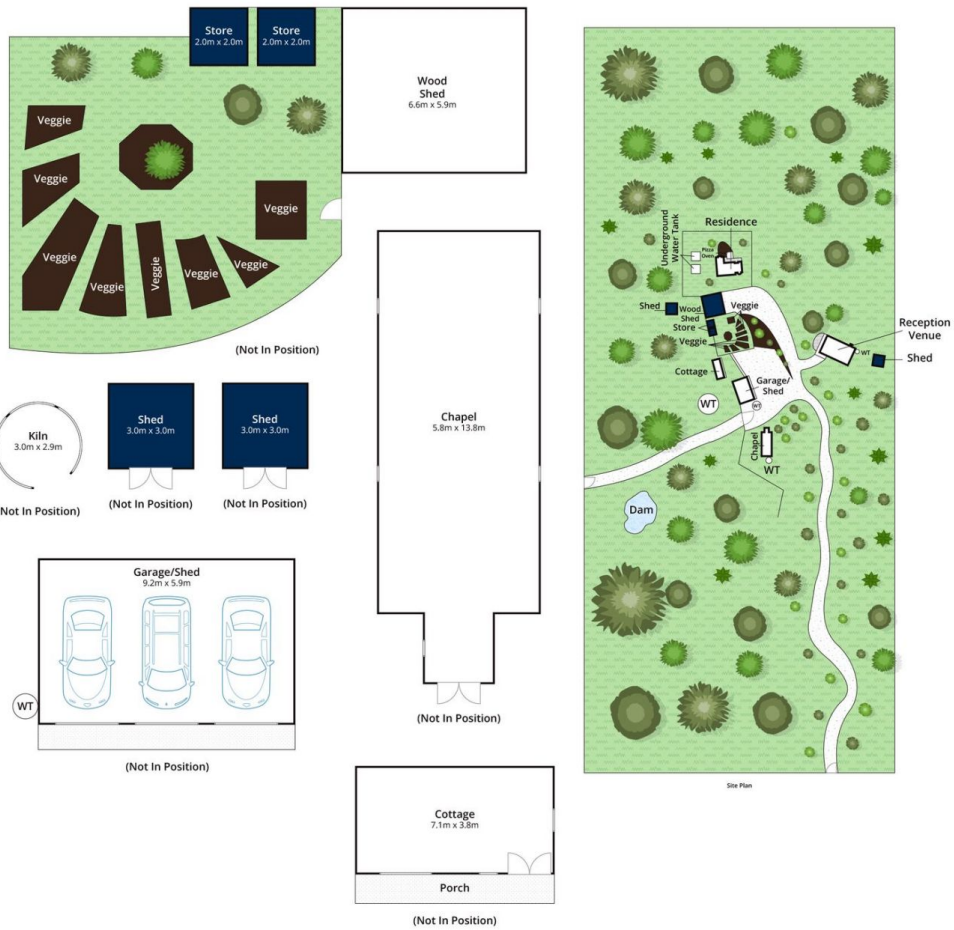 Store
2.0m x 2.0m
Store
2.0m x 2.0m
Wood
Shed
6.6m x 5.9m
Veggie
Veggie
Veggie
Veggie
Veggie
Veggie
Veggie
Veggie
(Not In Position)
Kiln
3.0m x 2.9m
(Not In Position)
Shed
3.0m x 3.0m
(Not In Position)
Shed
3.0m x 3.0m
(Not In Position)
Chapel
5.8m x 13.8m
(Not In Position)
Garage/Shed
9.2m x 5.9m
WT
(Not In Position)
Cottage
7.1m x 3.8m
Porch
(Not In Position)
Residence
Underground
Water Tank
Pizza
Oven
Shed
Wood
Shed
Veggie
Store
Veggie
Cottage
Garage/
Shed
WT
WT
Reception
Venue
WT
Shed
Chapel
WT
Dam
Site Plan